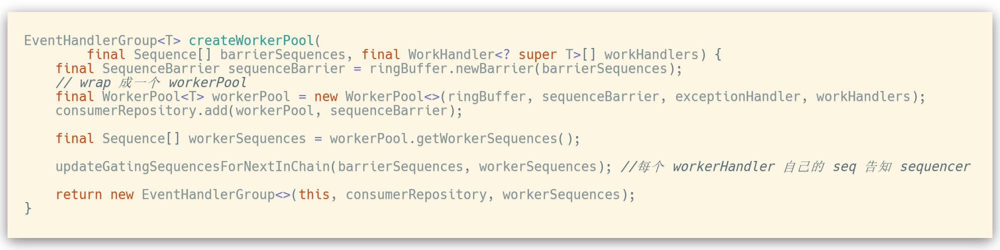 EventHandlerGroup<T> createWorkerPool(
        final Sequence[] barrierSequences, final WorkHandler<? super T>[] workHandlers) {
    final SequenceBarrier sequenceBarrier = ringBuffer.newBarrier(barrierSequences);
    // wrap 成一个 workerPool
    final WorkerPool<T> workerPool = new WorkerPool<>(ringBuffer, sequenceBarrier, exceptionHandler, workHandlers);
    consumerRepository.add(workerPool, sequenceBarrier);

    final Sequence[] workerSequences = workerPool.getWorkerSequences();

    updateGatingSequencesForNextInChain(barrierSequences, workerSequences); //每个 workerHandler 自己的 seq 告知 sequencer

    return new EventHandlerGroup<>(this, consumerRepository, workerSequences);
}